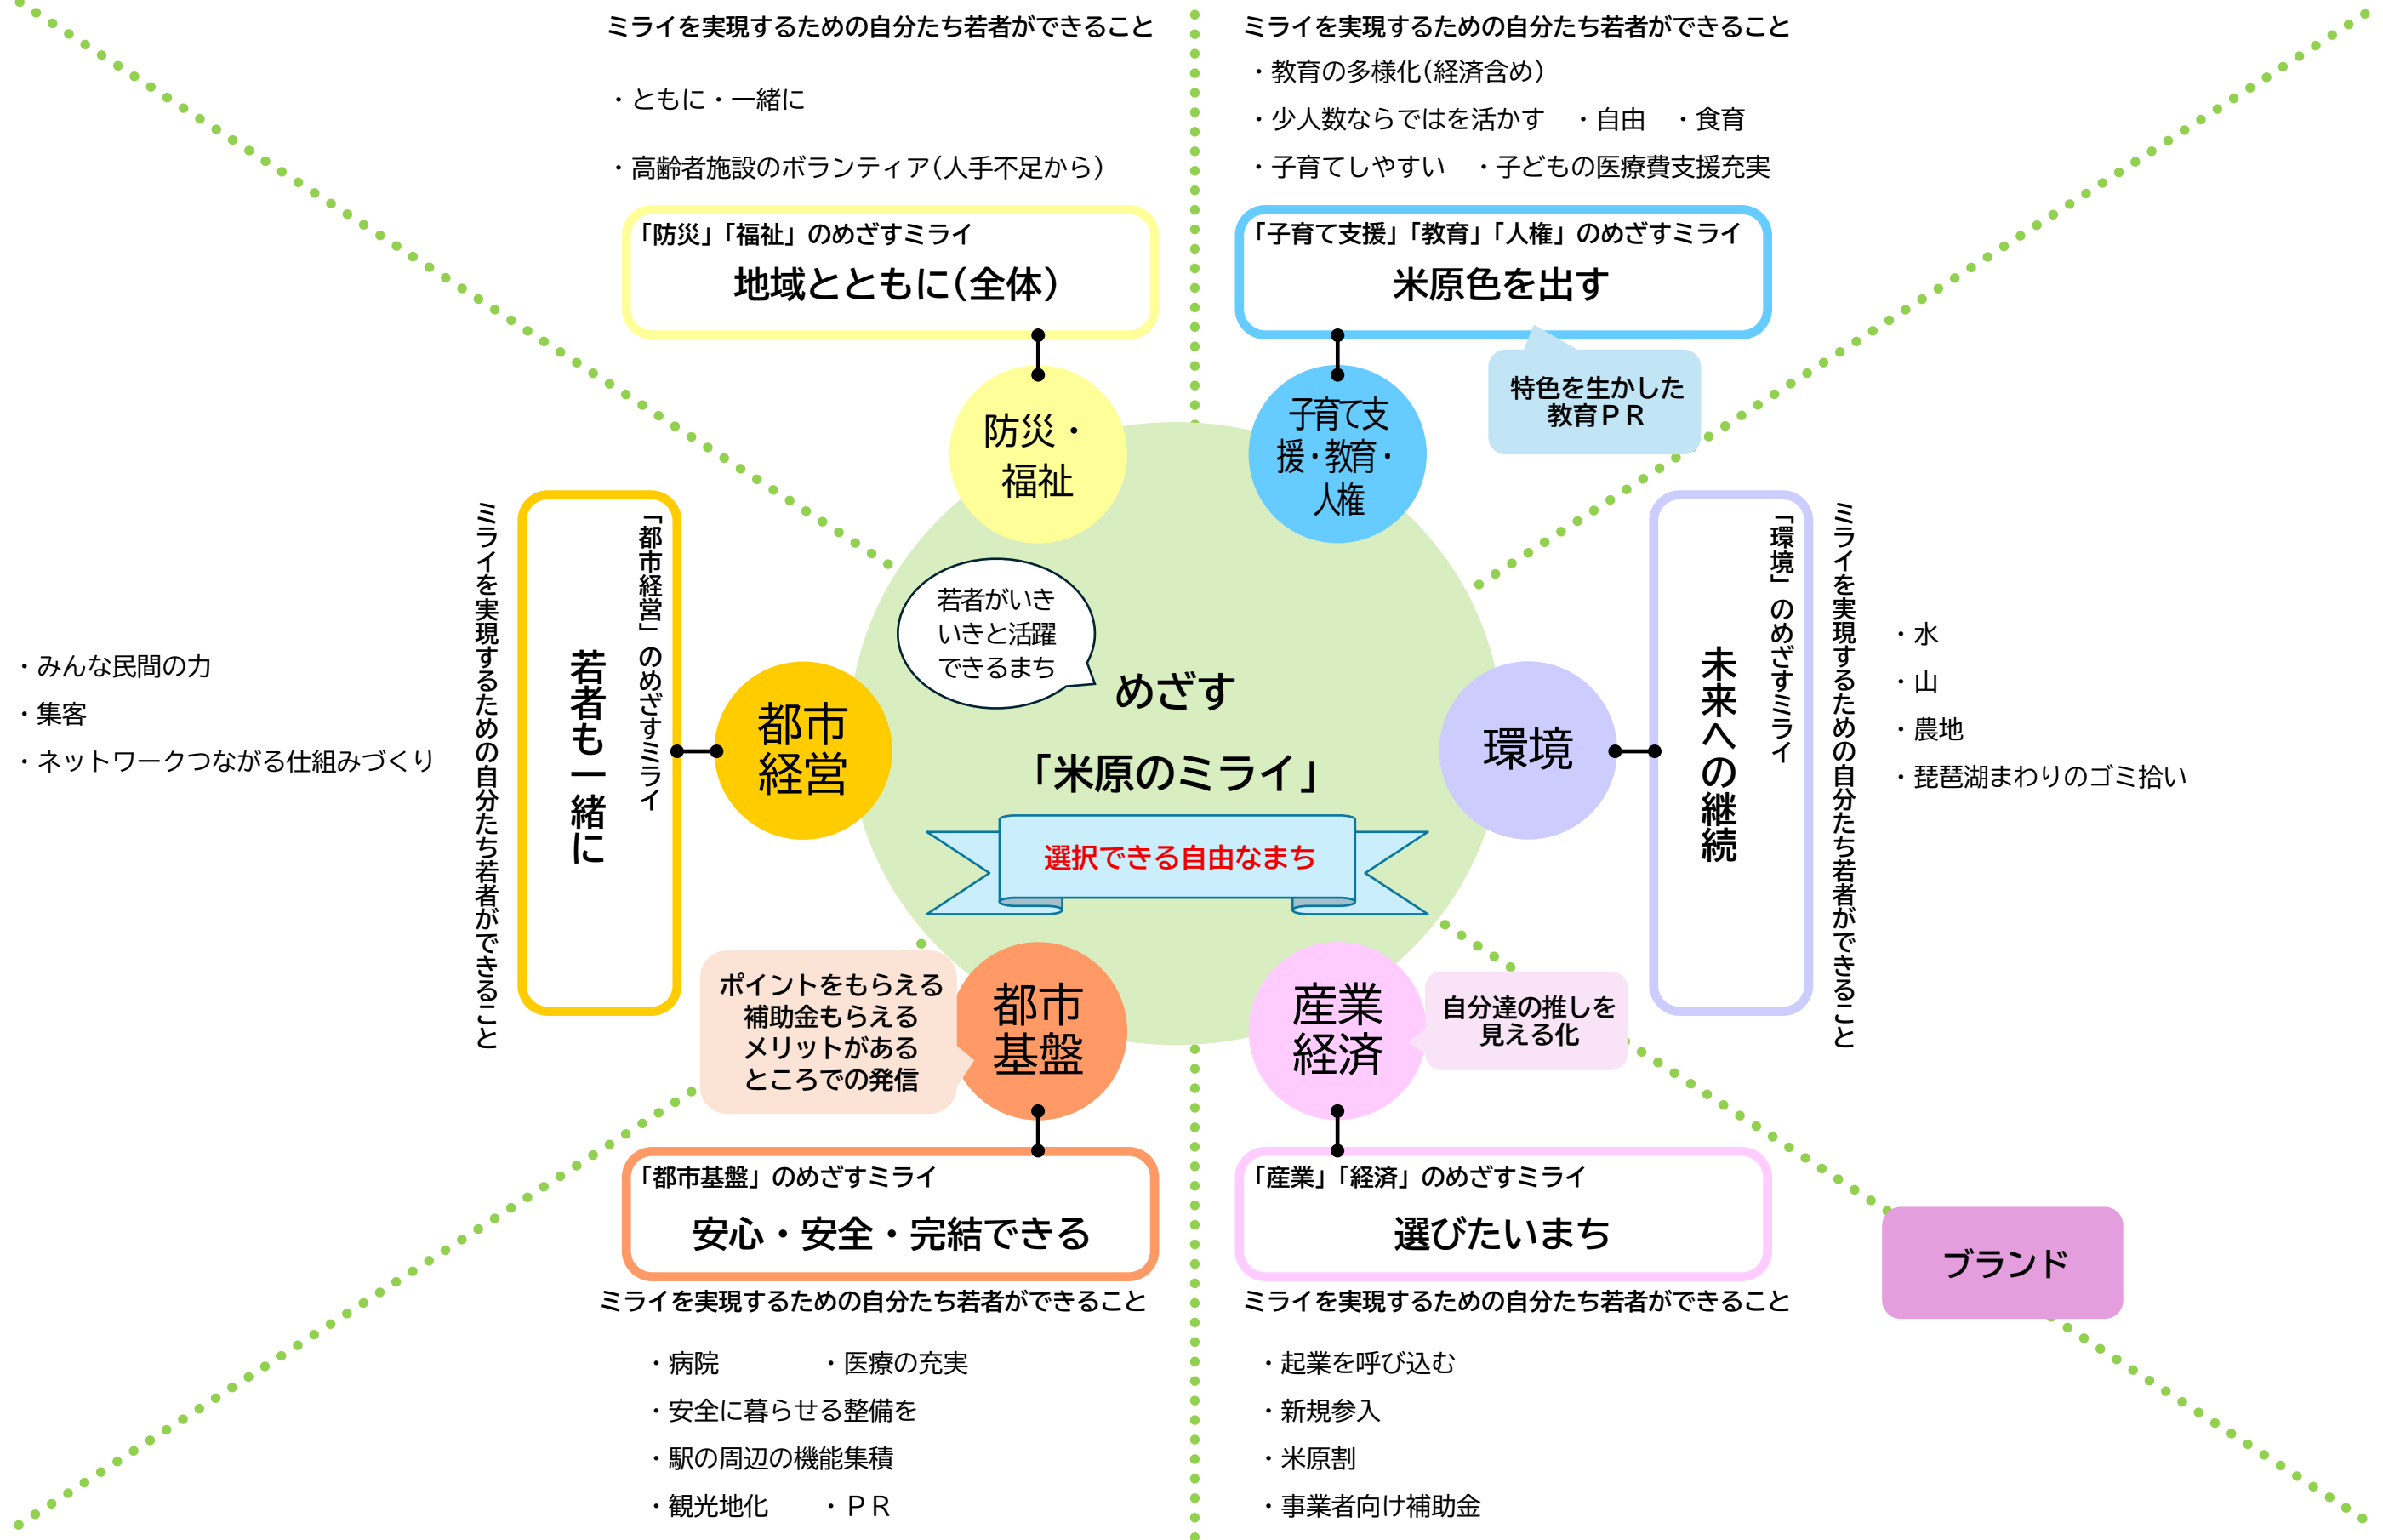 ミライを実現するための自分たち若者ができること
・ともに・一緒に
・高齢者施設のボランティア(人手不足から)
「防災」「福祉」のめざすミライ
地域とともに(全体)
防災・
福祉
ミライを実現するための自分たち若者ができること
・教育の多様化(経済含め)
・少人数ならではを活かす　・自由　・食育
・子育てしやすい　・子どもの医療費支援充実
「子育て支援」「教育」「人権」のめざすミライ
米原色を出す
特色を生かした
教育PR
子育て支
援・教育・
人権
・みんな民間の力
・集客
・ネットワークつながる仕組みづくり
ミライを実現するための自分たち若者ができること
「都市経営」のめざすミライ
若者も一緒に
都市
経営
若者がいき
いきと活躍
できるまち
めざす
「米原のミライ」
選択できる自由なまち
環境
「環境」のめざすミライ
未来への継続
ミライを実現するための自分たち若者ができること
・水
・山
・農地
・琵琶湖まわりのゴミ拾い
ポイントをもらえる
補助金もらえる
メリットがある
ところでの発信
都市
基盤
「都市基盤」のめざすミライ
安心・安全・完結できる
ミライを実現するための自分たち若者ができること
・病院　・医療の充実
・安全に暮らせる整備を
・駅の周辺の機能集積
・観光地化　・PR
産業
経済
自分達の推しを
見える化
「産業」「経済」のめざすミライ
選びたいまち
ミライを実現するための自分たち若者ができること
・起業を呼び込む
・新規参入
・米原割
・事業者向け補助金
ブランド